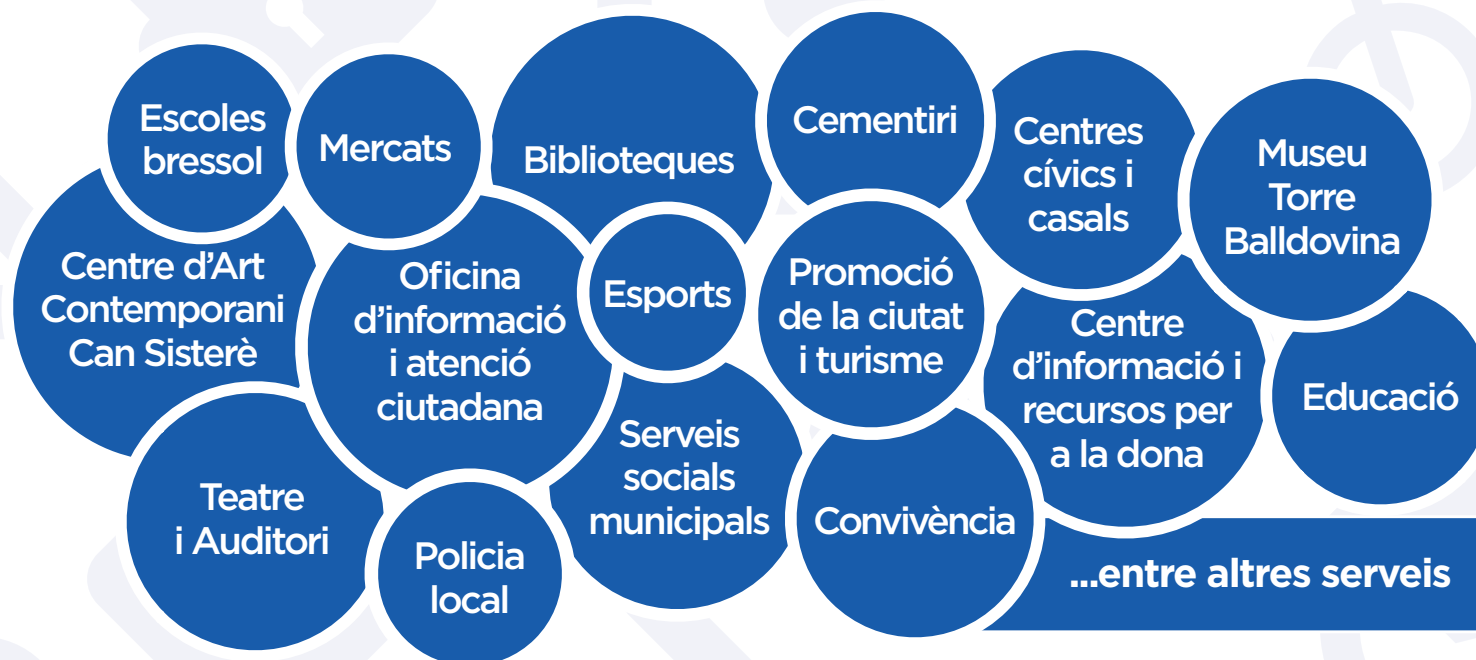 Escoles
bressol
Mercats
Biblioteques
Cementiri
Centres
cívics i
casals
Museu
Torre
Balldovina
Centre d'Art
Contemporani
Can Sisterè
Oficina
d'informació
i atenció
ciutadana
Esports
Promoció
de la ciutat
i turisme
Centre
d'informació i
recursos per
a la dona
Educació
Teatre
i Auditori
Policia
local
Serveis
socials
municipals
Convivència
...entre altres serveis